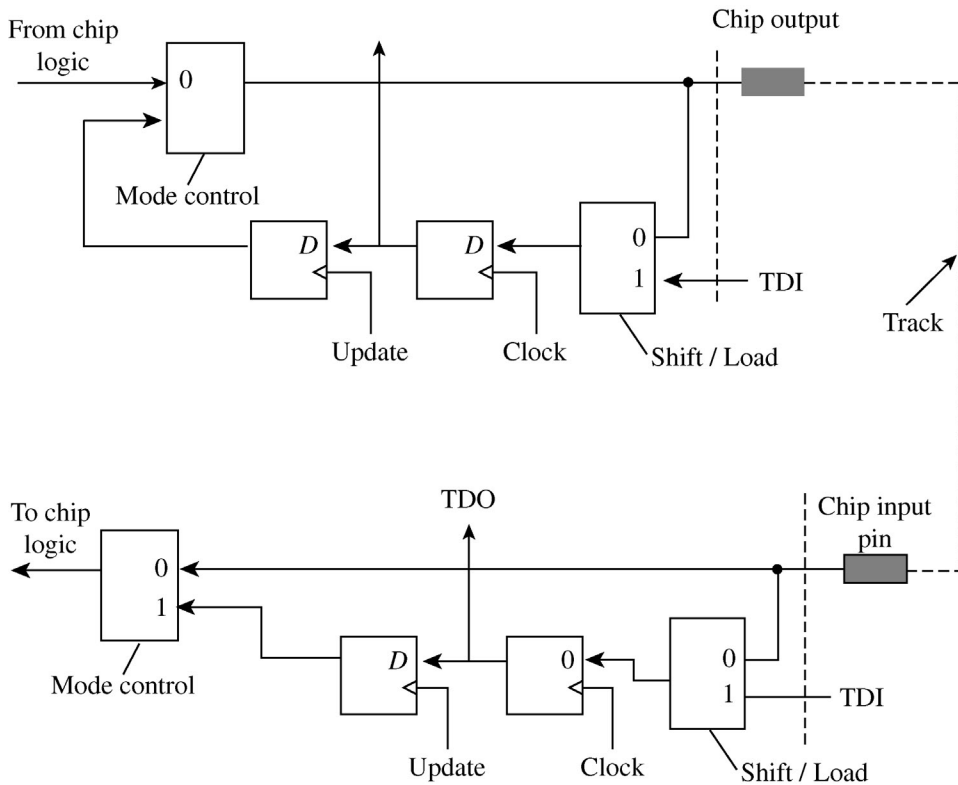 Chip output
From chip
logic
0
Mode control
D
D
0
1
TDI
Update
Clock
Shift / Load
Track
TDO
To chip
logic
Chip input
pin
0
1
Mode control
D
0
0
1
TDI
Update
Clock
Shift / Load